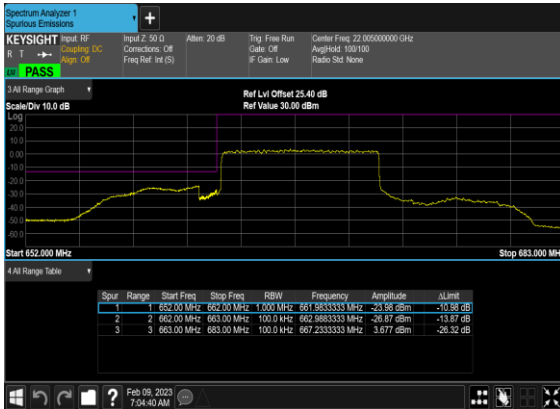 Spectrum Analyzer 1
Spurious Emissions
+
KEYSIGHT Input: RF Input Z: 50 Ω Atten: 20 dB Trig: Free Run Center Freq: 22.005000000 GHz
R T Coupling: DC Corrections: Off Gate: Off Avg|Hold: 100/100
Align: Off Freq Ref: Int (S) IF Gain: Low Radio Std: None
PASS
3 All Range Graph
Ref Lvl Offset 25.40 dB
Scale/Div 10.0 dB Ref Value 30.00 dBm
Log
20.0
10.0
0.00
-10.0
-20.0
-30.0
-40.0
-50.0
-60.0
Start 652.000 MHz Stop 683.000 MH
4 All Range Table
Spur Range Start Freq Stop Freq RBW Frequency Amplitude ΔLimit
1 1 652.00 MHz 662.00 MHz 1.000 MHz 661.9833333 MHz -23.98 dBm -10.98 dB
2 2 662.00 MHz 663.00 MHz 100.0 kHz 662.9883333 MHz -26.87 dBm -13.87 dB
3 3 663.00 MHz 683.00 MHz 100.0 kHz 667.2333333 MHz 3.677 dBm -26.32 dB
? Feb 09, 2023
7:04:40 AM